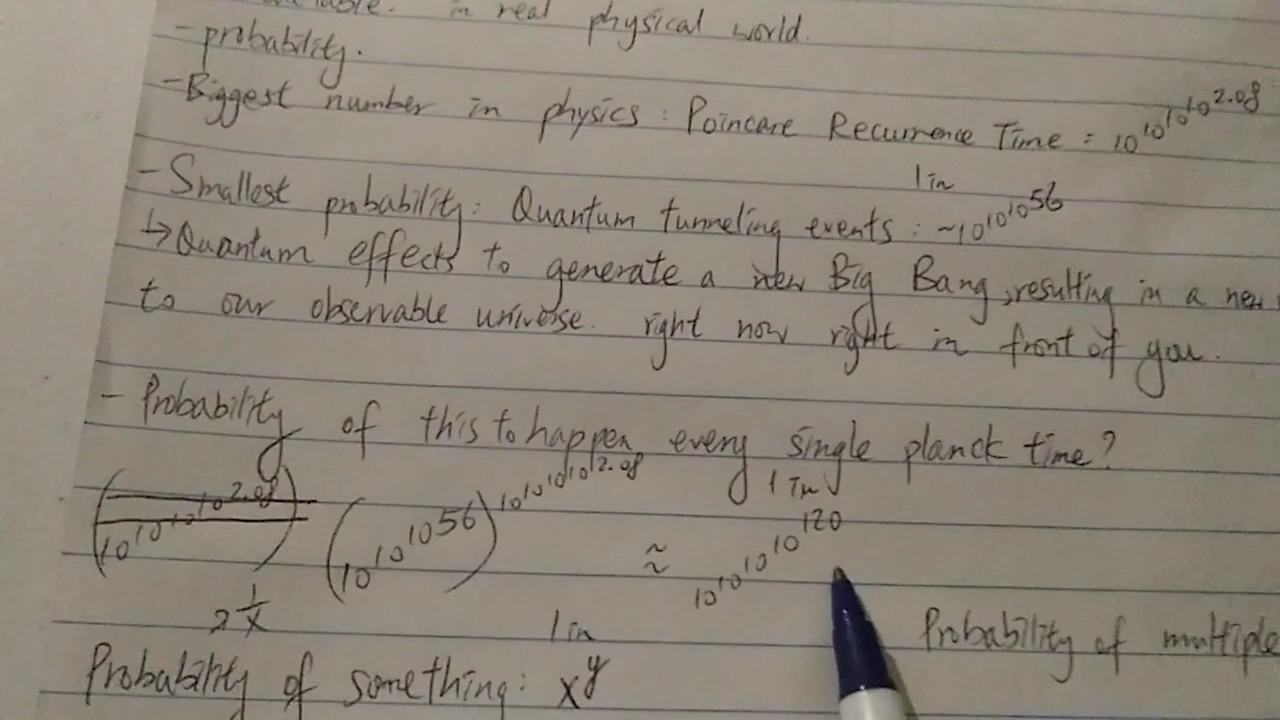 in real physical world.
- probability.
- Biggest number in physics : Poincare Recurrence Time : 10^10^10^10^2.08
1 in
- Smallest probability: Quantum tunneling events : ~10^10^10^56
↳ Quantum effects to generate a new Big Bang, resulting in a new
to our observable universe. right now right in front of you.
- Probability of this to happen every single planck time?
1 in
(10^10^10^10^2.08) (10^10^10^56)^10^10^10^10^2.08 ≈ 10^10^10^10^120
1 in Probability of multiple
Probability of something: x^y